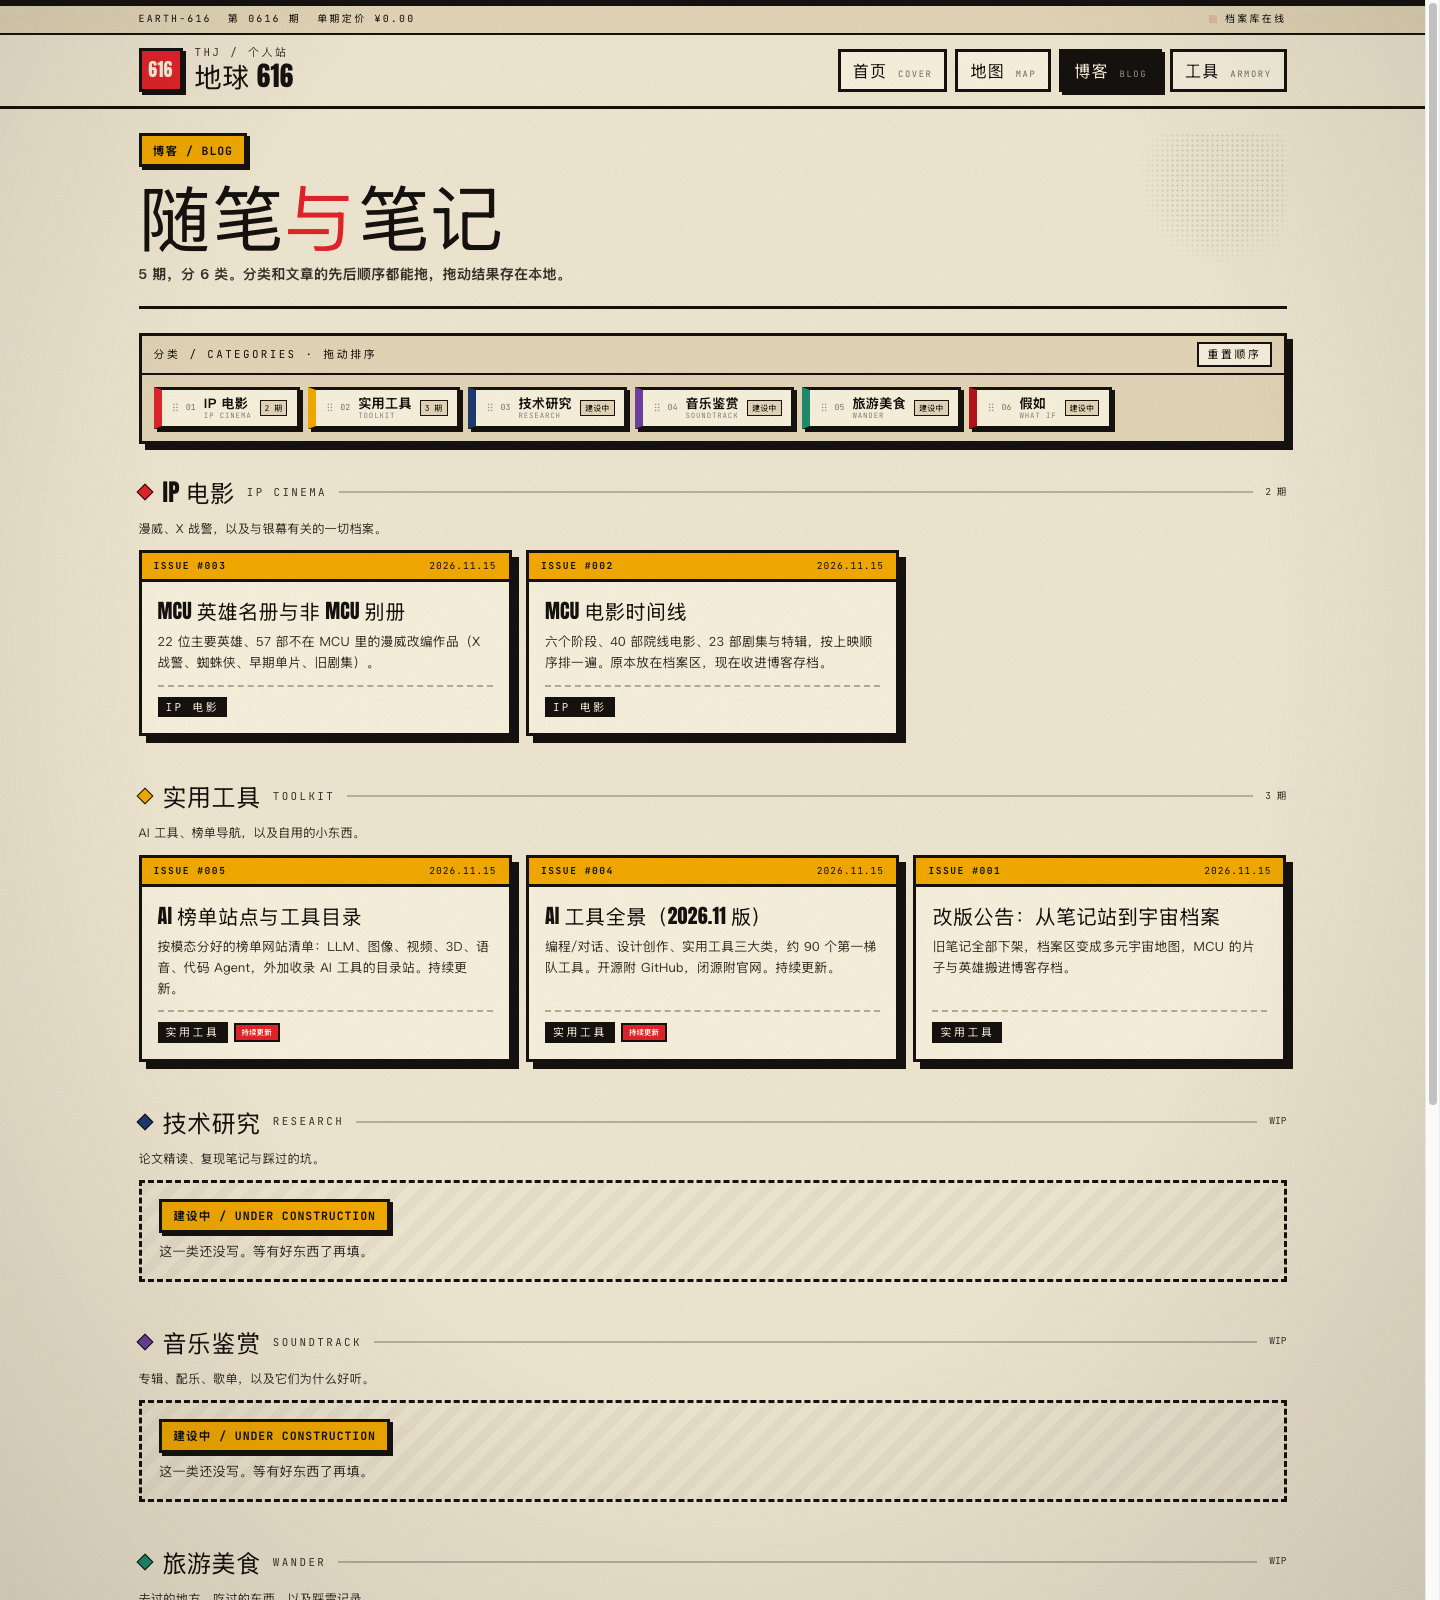 EARTH-616 第 0616 期 单期定价 ¥0.00
档案库在线
616
THJ / 个人站
地球 616
首页 COVER
地图 MAP
博客 BLOG
工具 ARMORY
博客 / BLOG
随笔与笔记
5 期，分 6 类。分类和文章的先后顺序都能拖，拖动结果存在本地。
分类 / CATEGORIES · 拖动排序
重置顺序
01 IP 电影 IP CINEMA 2 期
02 实用工具 TOOLKIT 3 期
03 技术研究 RESEARCH 建设中
04 音乐鉴赏 SOUNDTRACK 建设中
05 旅游美食 WANDER 建设中
06 假如 WHAT IF 建设中
IP 电影 IP CINEMA
2 期
漫威、X 战警，以及与银幕有关的一切档案。
ISSUE #003 2026.11.15
MCU 英雄名册与非 MCU 别册
22 位主要英雄、57 部不在 MCU 里的漫威改编作品（X
战警、蜘蛛侠、早期单片、旧剧集）。
IP 电影
ISSUE #002 2026.11.15
MCU 电影时间线
六个阶段、40 部院线电影、23 部剧集与特辑，按上映顺
序排一遍。原本放在档案区，现在收进博客存档。
IP 电影
实用工具 TOOLKIT
3 期
AI 工具、榜单导航，以及自用的小东西。
ISSUE #005 2026.11.15
AI 榜单站点与工具目录
按模态分好的榜单网站清单：LLM、图像、视频、3D、语
音、代码 Agent，外加收录 AI 工具的目录站。持续更
新。
实用工具 持续更新
ISSUE #004 2026.11.15
AI 工具全景（2026.11 版）
编程/对话、设计创作、实用工具三大类，约 90 个第一梯
队工具。开源附 GitHub，闭源附官网。持续更新。
实用工具 持续更新
ISSUE #001 2026.11.15
改版公告：从笔记站到宇宙档案
旧笔记全部下架，档案区变成多元宇宙地图，MCU 的片
子与英雄搬进博客存档。
实用工具
技术研究 RESEARCH
WIP
论文精读、复现笔记与踩过的坑。
建设中 / UNDER CONSTRUCTION
这一类还没写。等有好东西了再填。
音乐鉴赏 SOUNDTRACK
WIP
专辑、配乐、歌单，以及它们为什么好听。
建设中 / UNDER CONSTRUCTION
这一类还没写。等有好东西了再填。
旅游美食 WANDER
WIP
去过的地方、吃过的东西，以及踩雷记录。